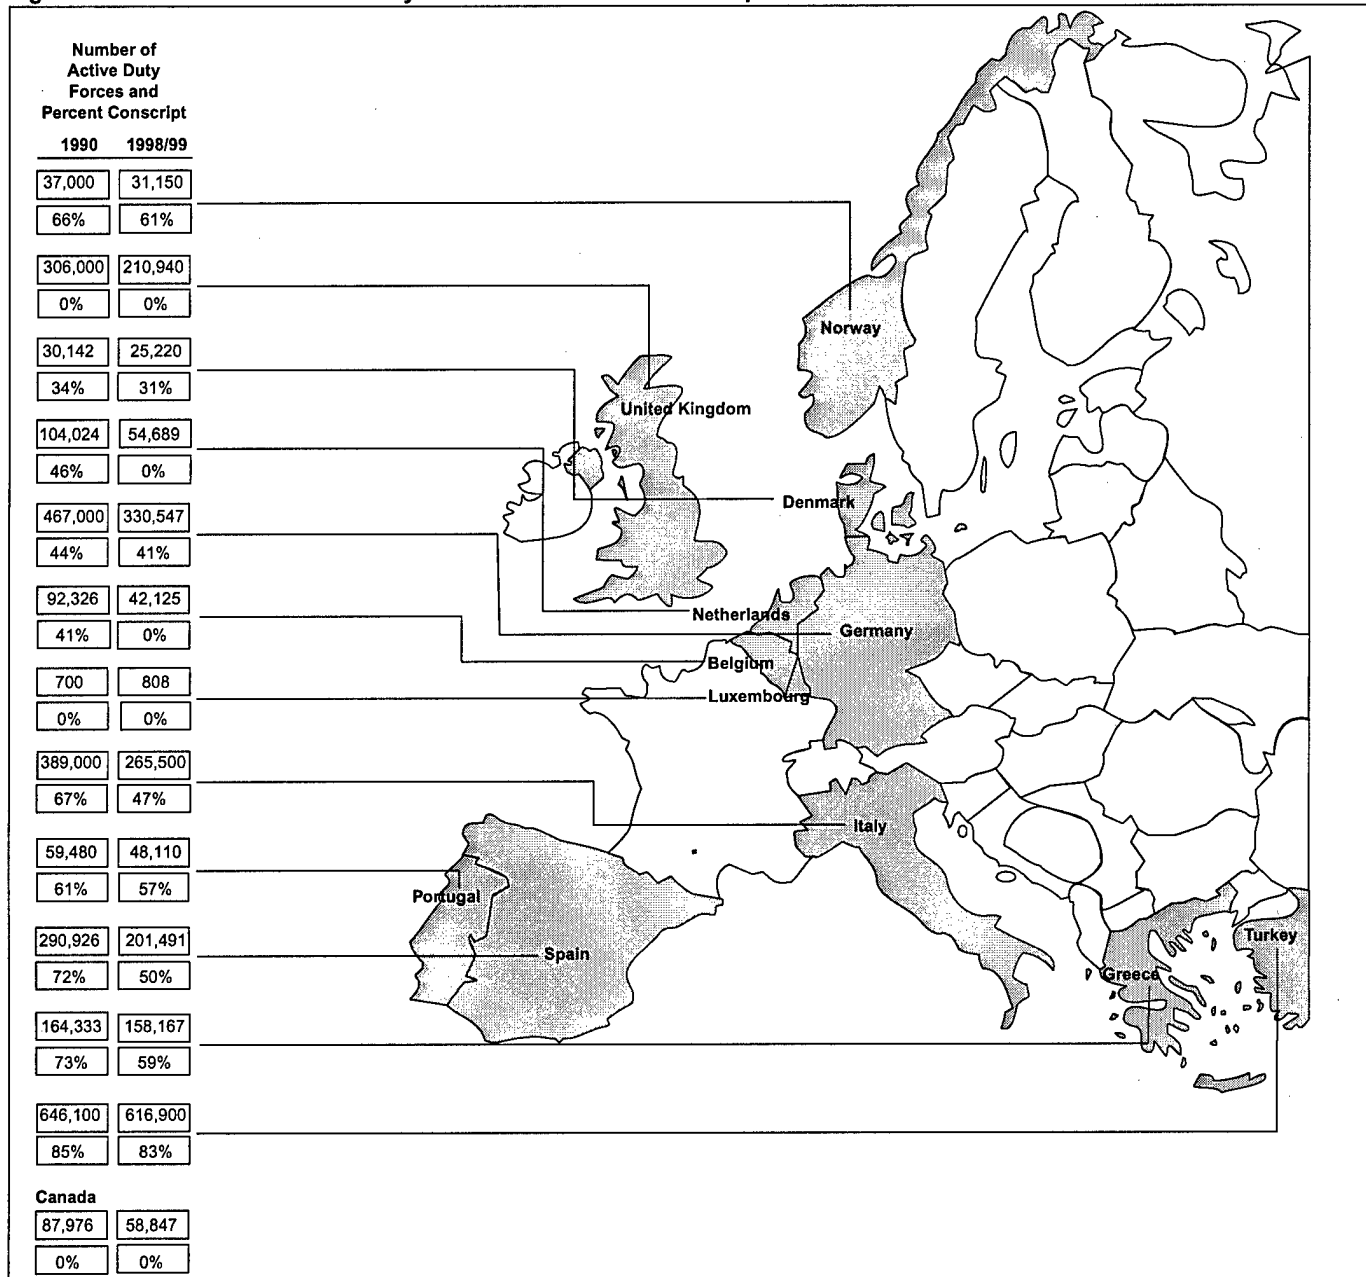 Number of
Active Duty
Forces and
Percent Conscript
1990 1998/99
37,000 31,150
66% 61%
306,000 210,940
0% 0%
30,142 25,220
34% 31%
104,024 54,689
46% 0%
467,000 330,547
44% 41%
92,326 42,125
41% 0%
700 808
0% 0%
389,000 265,500
67% 47%
59,480 48,110
61% 57%
290,926 201,491
72% 50%
164,333 158,167
73% 59%
646,100 616,900
85% 83%
Canada
87,976 58,847
0% 0%
Norway
United Kingdom
Denmark
Netherlands
Germany
Belgium
Luxembourg
Italy
Portugal
Spain
Turkey
Greece